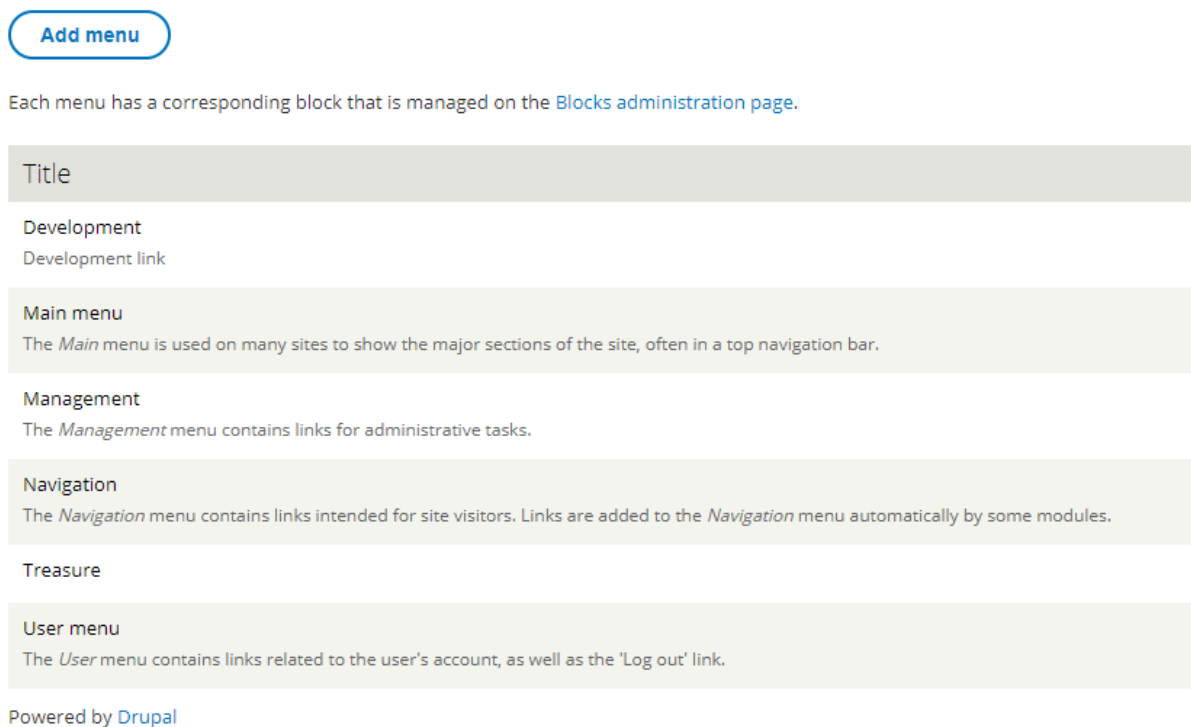 Add menu
Each menu has a corresponding block that is managed on the Blocks administration page.
Title
Development
Development link
Main menu
The Main menu is used on many sites to show the major sections of the site, often in a top navigation bar.
Management
The Management menu contains links for administrative tasks.
Navigation
The Navigation menu contains links intended for site visitors. Links are added to the Navigation menu automatically by some modules.
Treasure
User menu
The User menu contains links related to the user's account, as well as the 'Log out' link.
Powered by Drupal